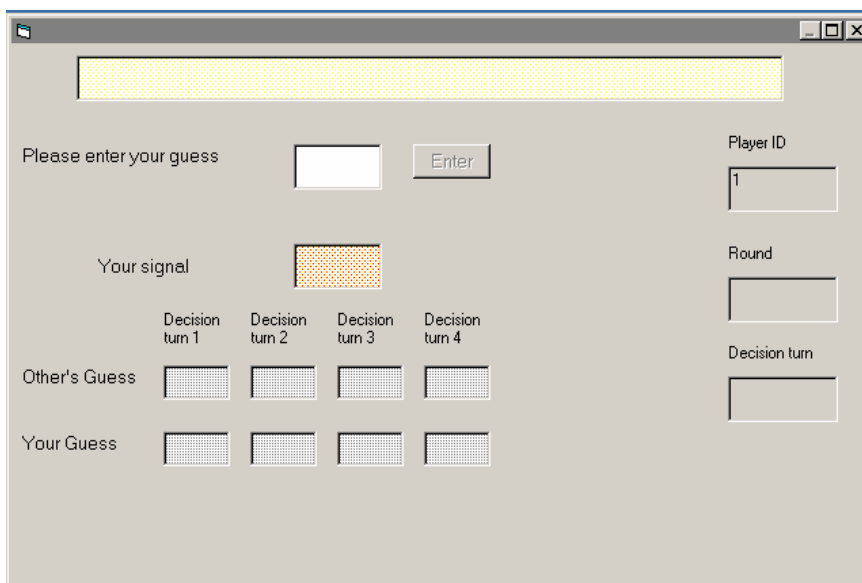 Please enter your guess
Enter
Player ID
1
Your signal
Round
Decision turn 1
Decision turn 2
Decision turn 3
Decision turn 4
Decision turn
Other's Guess
Your Guess